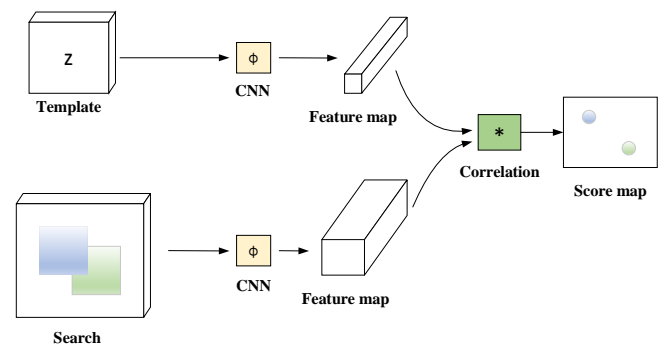 Z
Template
ϕ
CNN
Feature map
*
Correlation
Score map
Search
ϕ
CNN
Feature map